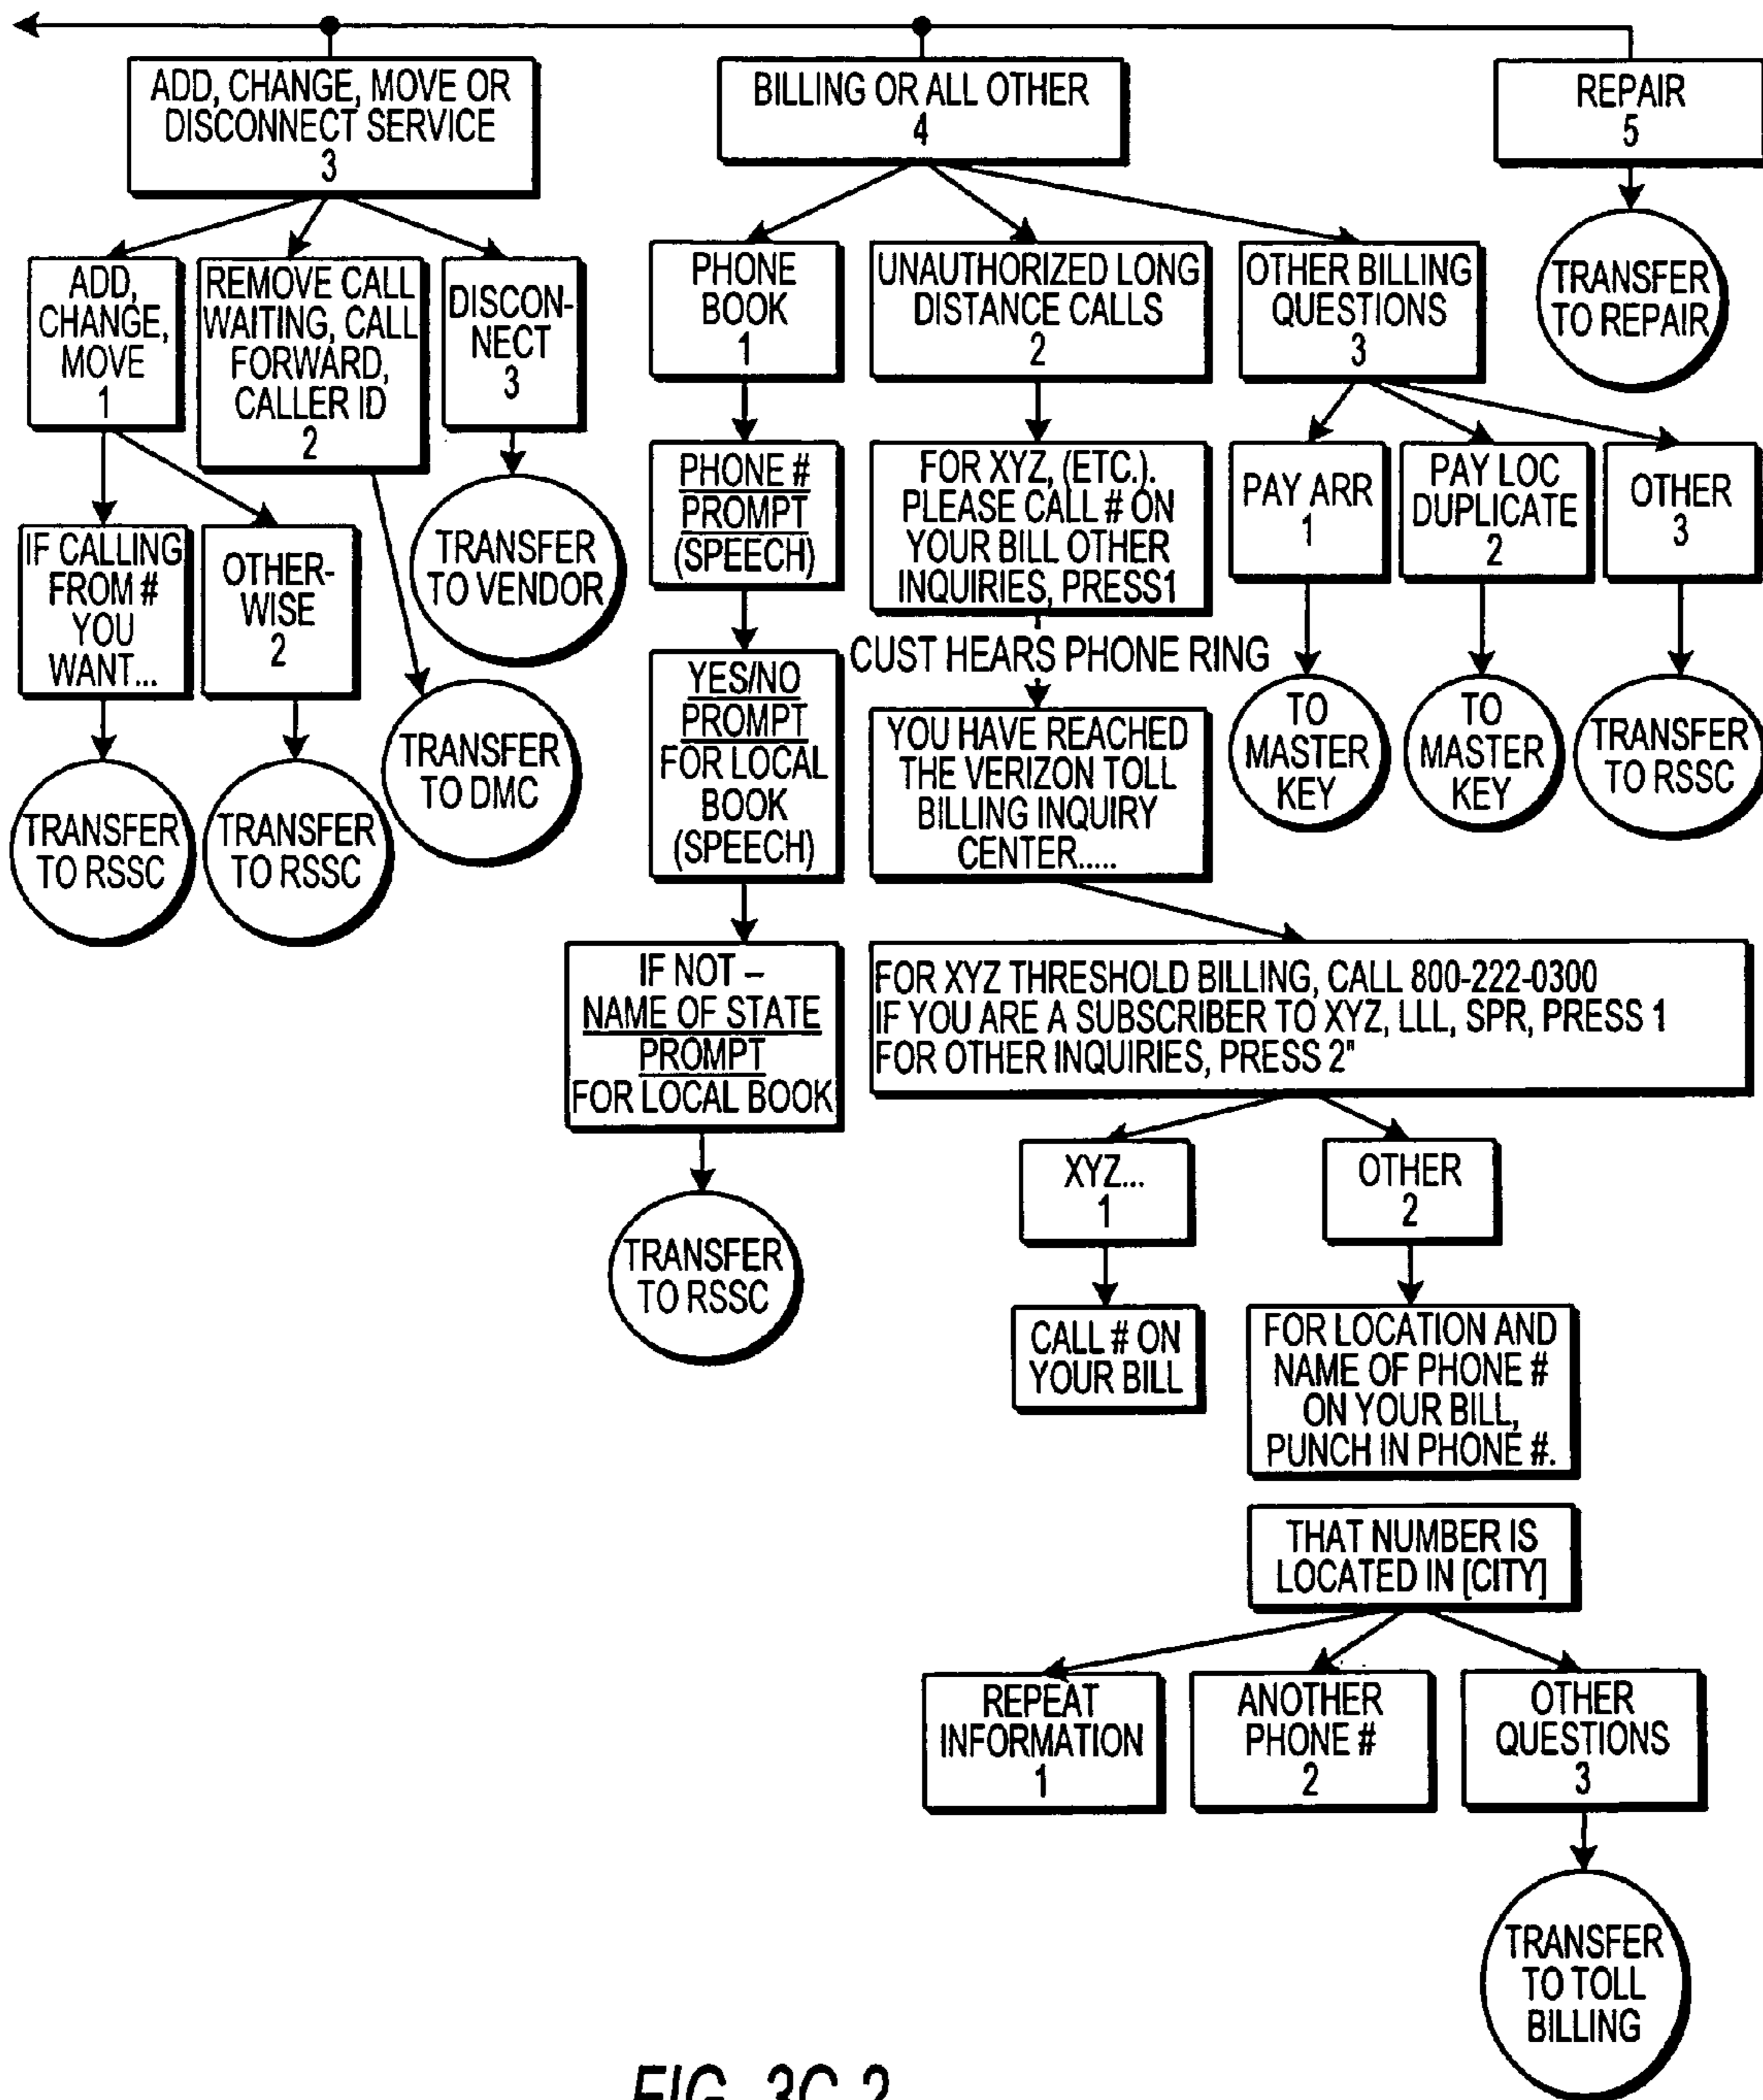 ADD, CHANGE, MOVE OR
DISCONNECT SERVICE
3
BILLING OR ALL OTHER
4
REPAIR
5
ADD,
CHANGE,
MOVE
1
REMOVE CALL
WAITING, CALL
FORWARD,
CALLER ID
2
DISCON-
NECT
3
PHONE
BOOK
1
UNAUTHORIZED LONG
DISTANCE CALLS
2
OTHER BILLING
QUESTIONS
3
TRANSFER
TO REPAIR
IF CALLING
FROM #
YOU
WANT...
OTHER-
WISE
2
TRANSFER
TO VENDOR
PHONE #
PROMPT
(SPEECH)
FOR XYZ, (ETC.).
PLEASE CALL # ON
YOUR BILL OTHER
INQUIRIES, PRESS1
PAY ARR
1
PAY LOC
DUPLICATE
2
OTHER
3
TRANSFER
TO RSSC
TRANSFER
TO RSSC
TRANSFER
TO DMC
YES/NO
PROMPT
FOR LOCAL
BOOK
(SPEECH)
CUST HEARS PHONE RING
YOU HAVE REACHED
THE VERIZON TOLL
BILLING INQUIRY
CENTER.....
TO
MASTER
KEY
TO
MASTER
KEY
TRANSFER
TO RSSC
IF NOT –
NAME OF STATE
PROMPT
FOR LOCAL BOOK
FOR XYZ THRESHOLD BILLING, CALL 800-222-0300
IF YOU ARE A SUBSCRIBER TO XYZ, LLL, SPR, PRESS 1
FOR OTHER INQUIRIES, PRESS 2"
TRANSFER
TO RSSC
XYZ...
1
OTHER
2
CALL # ON
YOUR BILL
FOR LOCATION AND
NAME OF PHONE #
ON YOUR BILL,
PUNCH IN PHONE #.
THAT NUMBER IS
LOCATED IN [CITY]
REPEAT
INFORMATION
1
ANOTHER
PHONE #
2
OTHER
QUESTIONS
3
TRANSFER
TO TOLL
BILLING
FIG. 3C-2